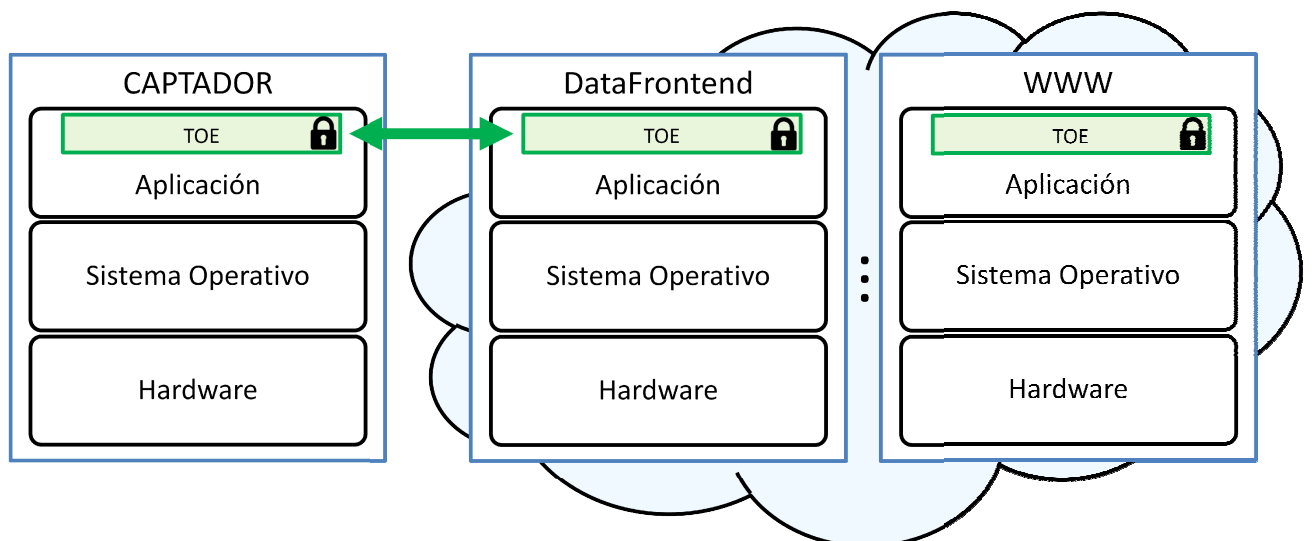 CAPTADOR
TOE
Aplicación
Sistema Operativo
Hardware
DataFrontend
TOE
Aplicación
Sistema Operativo
Hardware
WWW
TOE
Aplicación
Sistema Operativo
Hardware